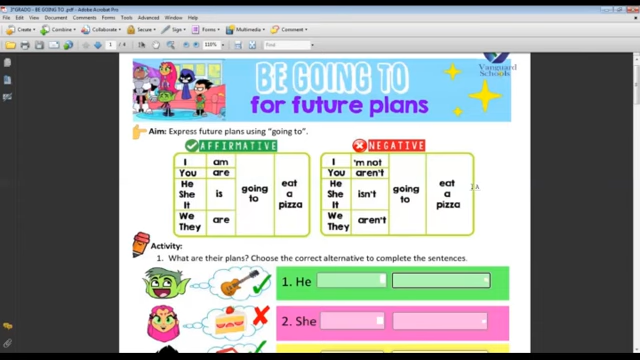 2°GRADO - BE GOING TO .pdf - Adobe Acrobat Pro
File Edit View Window Document Comments Forms Tools Advanced Window Help
Create Combine Collaborate Secure Sign Forms Multimedia Comment
1 / 4 110% Find
Vanguard
Schools
BE GOING TO
for future plans
Aim: Express future plans using "going to".
AFFIRMATIVE
I am
You are
He
She is
It
We
They are
going
to
eat
a
pizza
NEGATIVE
I 'm not
You aren't
He
She isn't
It
We
They aren't
going
to
eat
a
pizza
Activity:
1. What are their plans? Choose the correct alternative to complete the sentences.
1. He
2. She